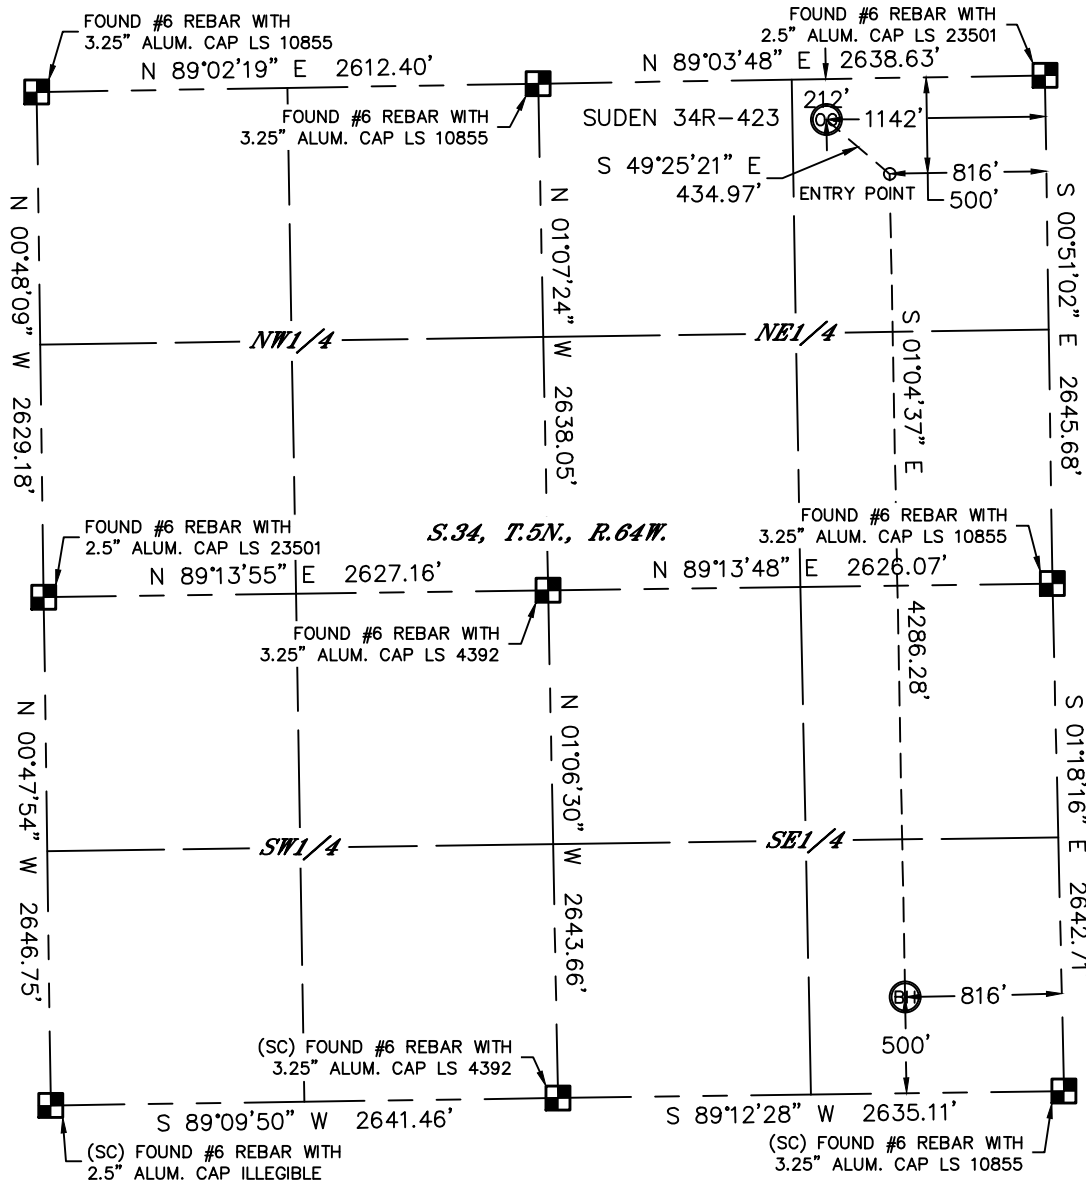 FOUND #6 REBAR WITH
3.25" ALUM. CAP LS 10855
N 89°02'19" E 2612.40'
FOUND #6 REBAR WITH
2.5" ALUM. CAP LS 23501
N 89°03'48" E 2638.63'
FOUND #6 REBAR WITH
3.25" ALUM. CAP LS 10855
SUDEN 34R-423
212'
1142'
S 49°25'21" E
434.97'
ENTRY POINT
816'
500'
N 00°48'09" W 2629.18'
N 01°07'24" W 2638.05'
S 00°51'02" E 2645.68'
S 01°04'37" E
4286.28'
NW1/4
NE1/4
S.34, T.5N., R.64W.
FOUND #6 REBAR WITH
2.5" ALUM. CAP LS 23501
N 89°13'55" E 2627.16'
FOUND #6 REBAR WITH
3.25" ALUM. CAP LS 10855
N 89°13'48" E 2626.07'
FOUND #6 REBAR WITH
3.25" ALUM. CAP LS 4392
N 00°47'54" W 2646.75'
N 01°06'30" W 2643.66'
S 01°18'16" E 2642.71
SW1/4
SE1/4
BH
816'
500'
(SC) FOUND #6 REBAR WITH
3.25" ALUM. CAP LS 4392
S 89°09'50" W 2641.46'
S 89°12'28" W 2635.11'
(SC) FOUND #6 REBAR WITH
2.5" ALUM. CAP ILLEGIBLE
(SC) FOUND #6 REBAR WITH
3.25" ALUM. CAP LS 10855